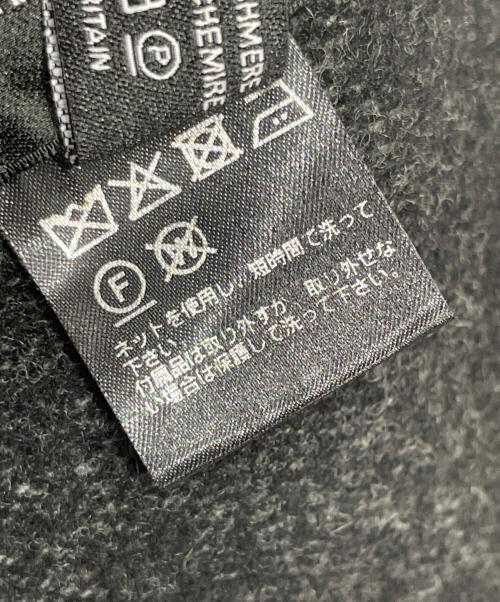 CASHMERE
CACHEMIRE
BRITAIN
P
F
W
ネットを使用し、短時間で洗って
下さい
付属品は取り外すか、取り外せな
い場合は保護して洗って下さい。